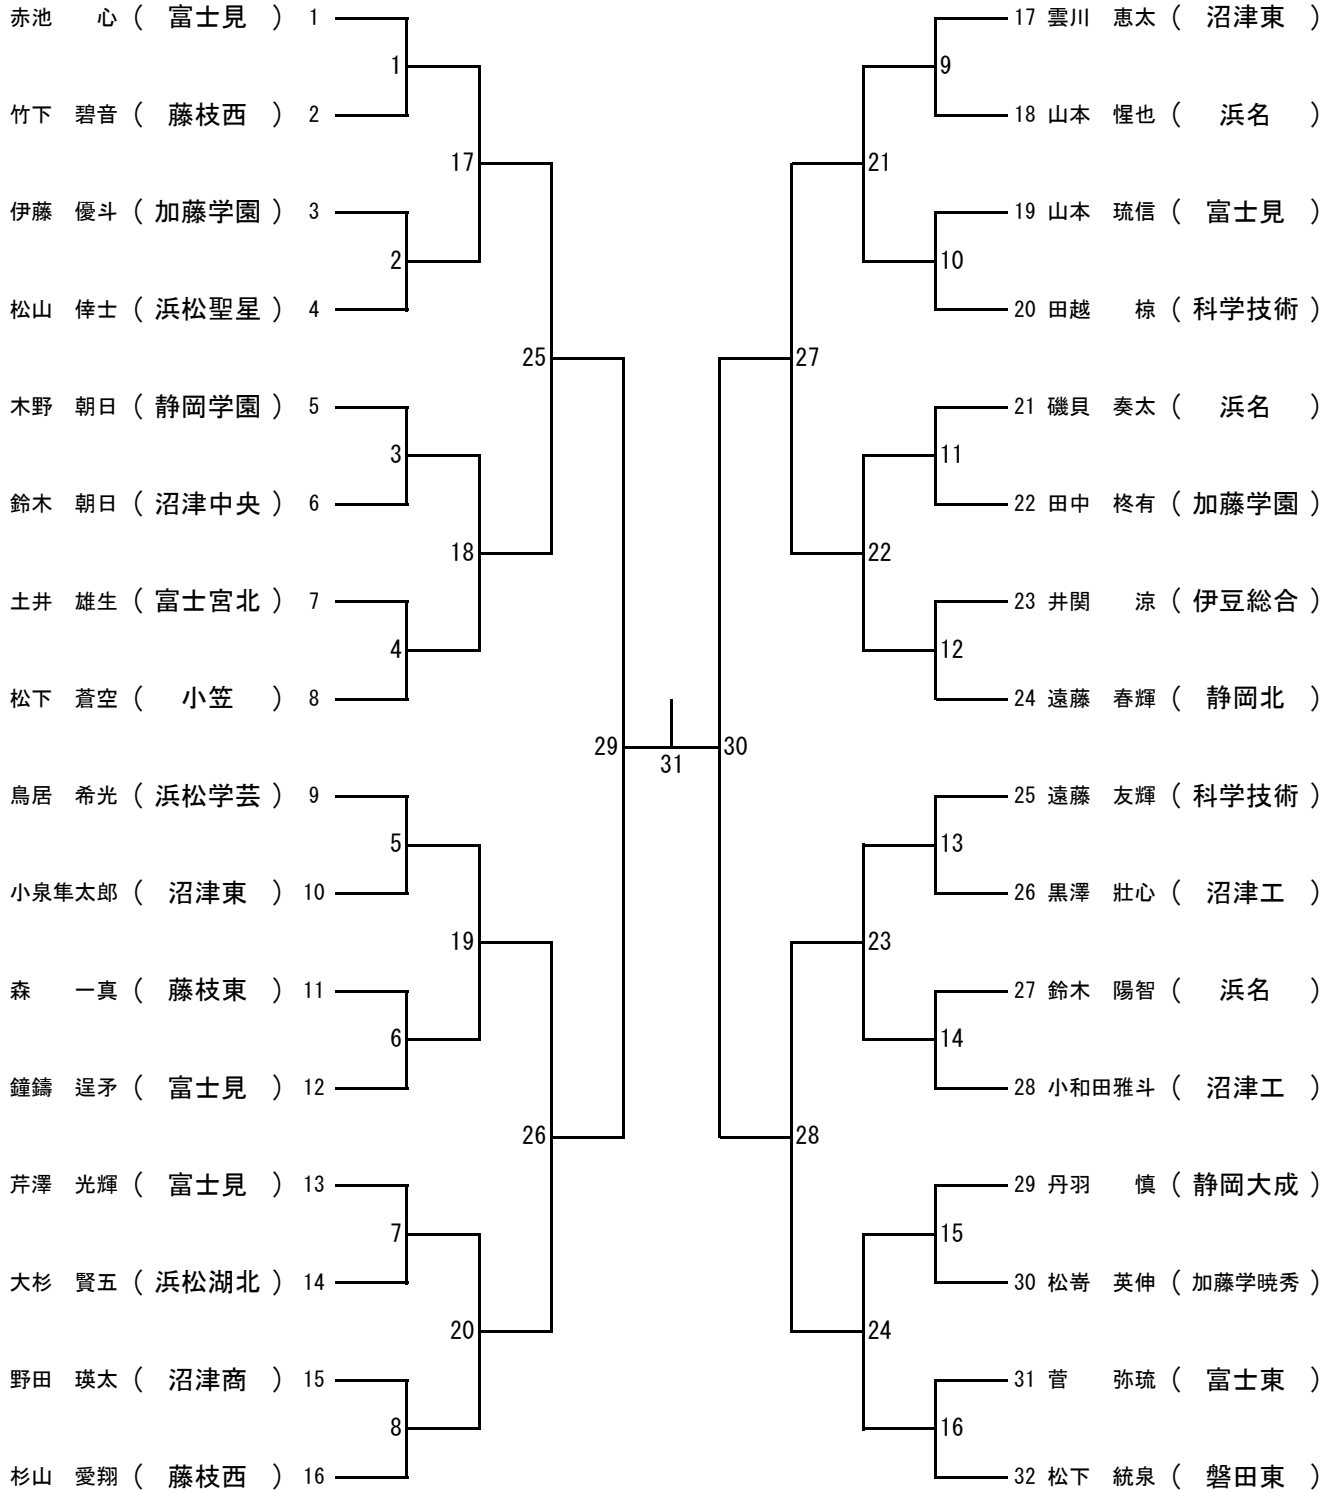 赤池　　心（　富士見　）　1
竹下　碧音（　藤枝西　）　2
伊藤　優斗（ 加藤学園 ）　3
松山　倖士（ 浜松聖星 ）　4
木野　朝日（ 静岡学園 ）　5
鈴木　朝日（ 沼津中央 ）　6
土井　雄生（ 富士宮北 ）　7
松下　蒼空（　小笠　）　8
鳥居　希光（ 浜松学芸 ）　9
小泉隼太郎（　沼津東　）　10
森　　一真（　藤枝東　）　11
鐘鑄　逞矛（　富士見　）　12
芹澤　光輝（　富士見　）　13
大杉　賢五（ 浜松湖北 ）　14
野田　瑛太（　沼津商　）　15
杉山　愛翔（　藤枝西　）　16
1
2
3
4
5
6
7
8
17
18
19
20
25
26
29
31
30
27
28
21
22
23
24
9
10
11
12
13
14
15
16
17 雲川　恵太（　沼津東　）
18 山本　惺也（　浜名　）
19 山本　琉信（　富士見　）
20 田越　　椋（ 科学技術 ）
21 磯貝　奏太（　浜名　）
22 田中　柊有（ 加藤学園 ）
23 井関　　涼（ 伊豆総合 ）
24 遠藤　春輝（　静岡北　）
25 遠藤　友輝（ 科学技術 ）
26 黒澤　壯心（　沼津工　）
27 鈴木　陽智（　浜名　）
28 小和田雅斗（　沼津工　）
29 丹羽　　慎（ 静岡大成 ）
30 松嵜　英伸（ 加藤学暁秀 ）
31 菅　　弥琉（　富士東　）
32 松下　統泉（　磐田東　）